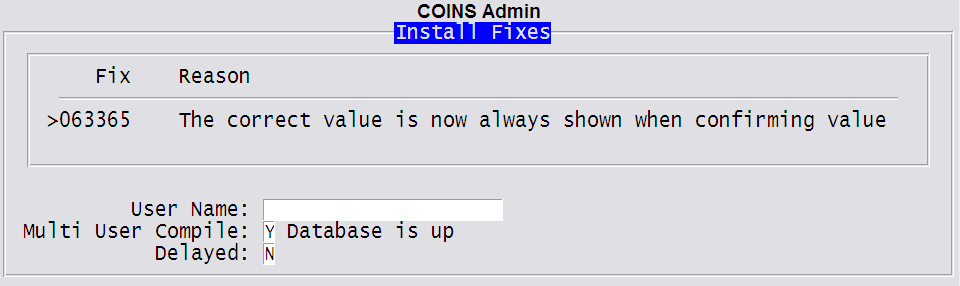 COINS Admin
Install Fixes
Fix Reason
>063365 The correct value is now always shown when confirming value
User Name:
Multi User Compile: Y Database is up
Delayed: N